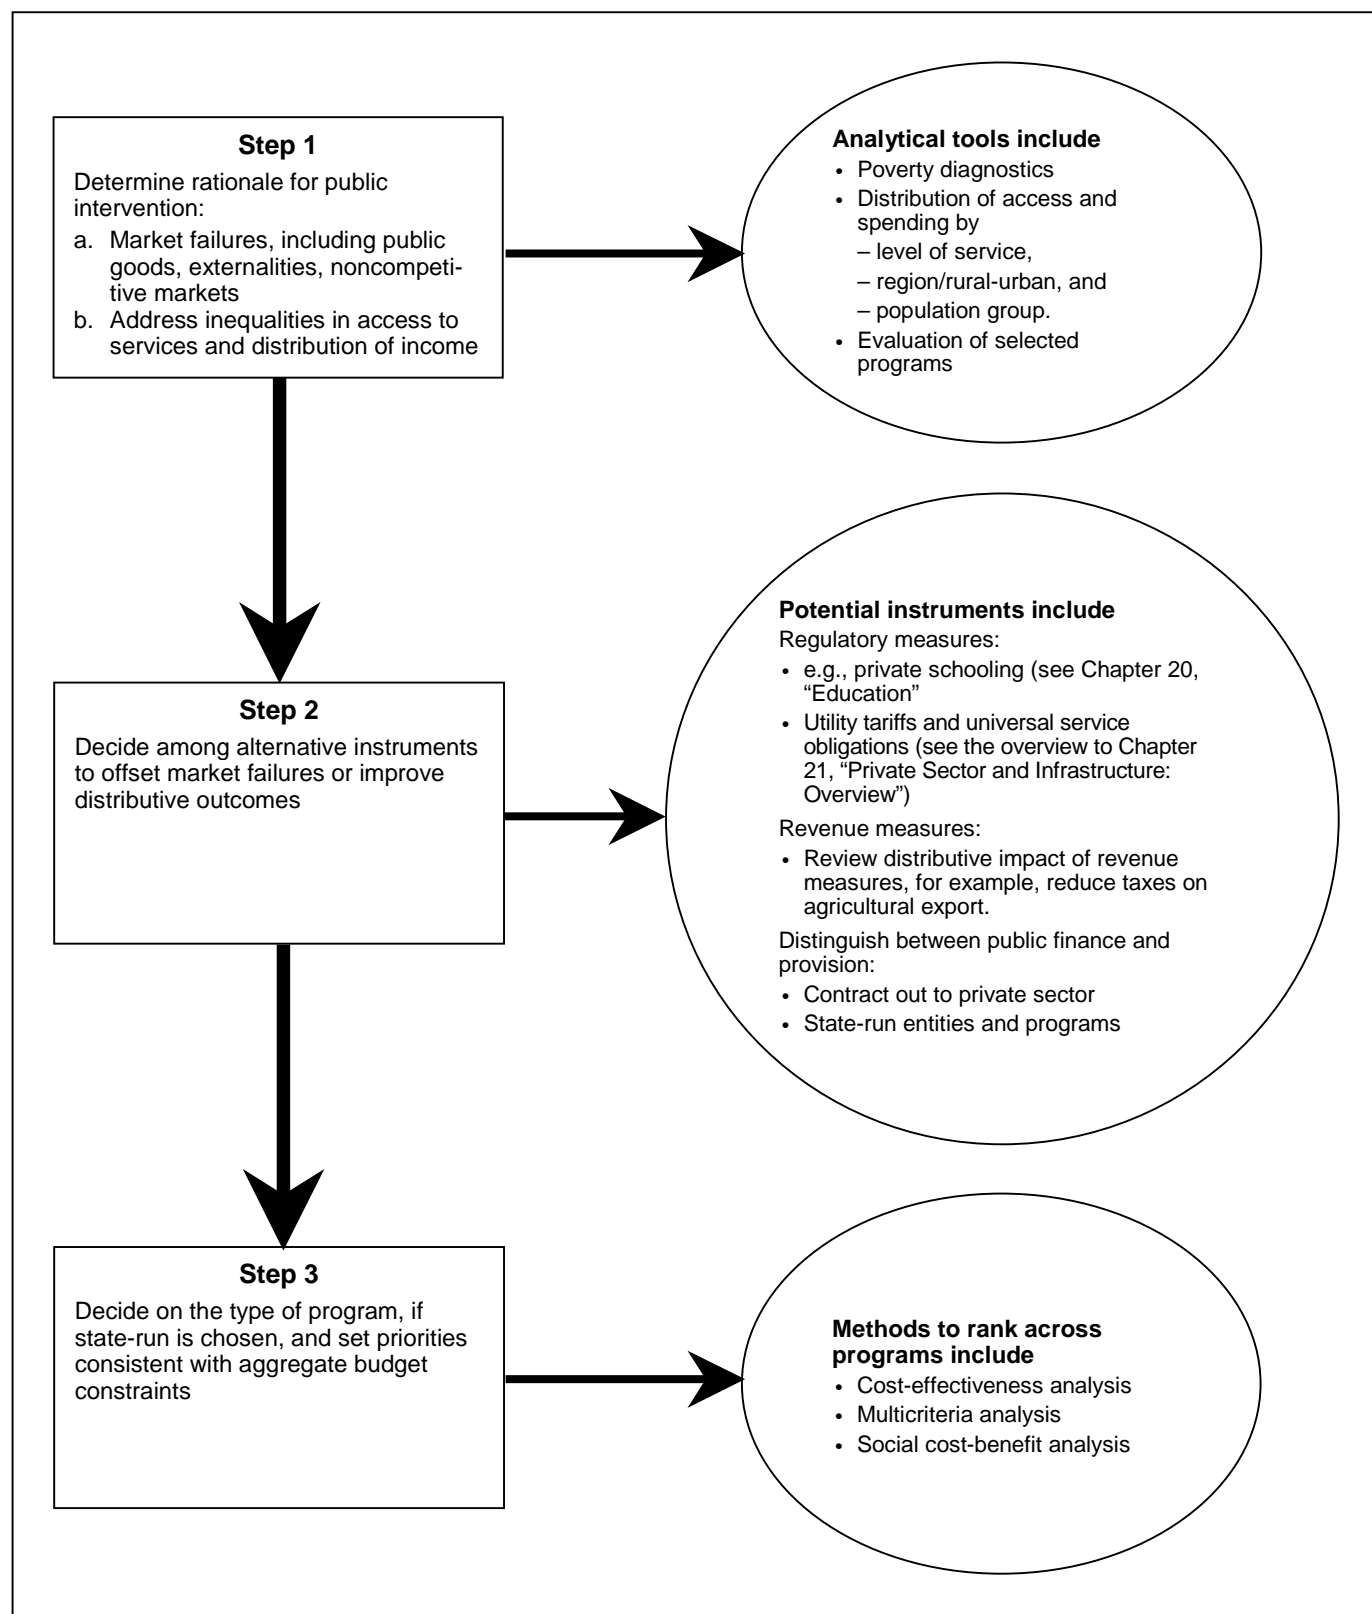 Step 1
Determine rationale for public
intervention:
a. Market failures, including public
goods, externalities, noncompeti-
tive markets
b. Address inequalities in access to
services and distribution of income
Analytical tools include
• Poverty diagnostics
• Distribution of access and
spending by
– level of service,
– region/rural-urban, and
– population group.
• Evaluation of selected
programs
Step 2
Decide among alternative instruments
to offset market failures or improve
distributive outcomes
Potential instruments include
Regulatory measures:
• e.g., private schooling (see Chapter 20,
“Education”
• Utility tariffs and universal service
obligations (see the overview to Chapter
21, “Private Sector and Infrastructure:
Overview”)
Revenue measures:
• Review distributive impact of revenue
measures, for example, reduce taxes on
agricultural export.
Distinguish between public finance and
provision:
• Contract out to private sector
• State-run entities and programs
Step 3
Decide on the type of program, if
state-run is chosen, and set priorities
consistent with aggregate budget
constraints
Methods to rank across
programs include
• Cost-effectiveness analysis
• Multicriteria analysis
• Social cost-benefit analysis